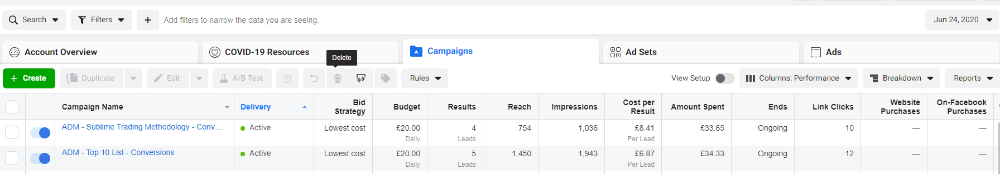 Search
Filters
+
Add filters to narrow the data you are seeing.
Jun 24, 2020
Account Overview
COVID-19 Resources
Campaigns
Ad Sets
Ads
Delete
+ Create
Duplicate
Edit
A/B Test
Rules
View Setup
Columns: Performance
Breakdown
Reports
Campaign Name
Delivery
Bid
Strategy
Budget
Results
Reach
Impressions
Cost per
Result
Amount Spent
Ends
Link Clicks
Website
Purchases
On-Facebook
Purchases
ADM - Sublime Trading Methodology - Conv...
Active
Lowest cost
£20.00
Daily
4
Leads
754
1,036
£8.41
Per Lead
£33.65
Ongoing
10
—
—
ADM - Top 10 List - Conversions
Active
Lowest cost
£20.00
Daily
5
Leads
1,450
1,943
£6.87
Per Lead
£34.33
Ongoing
12
—
—